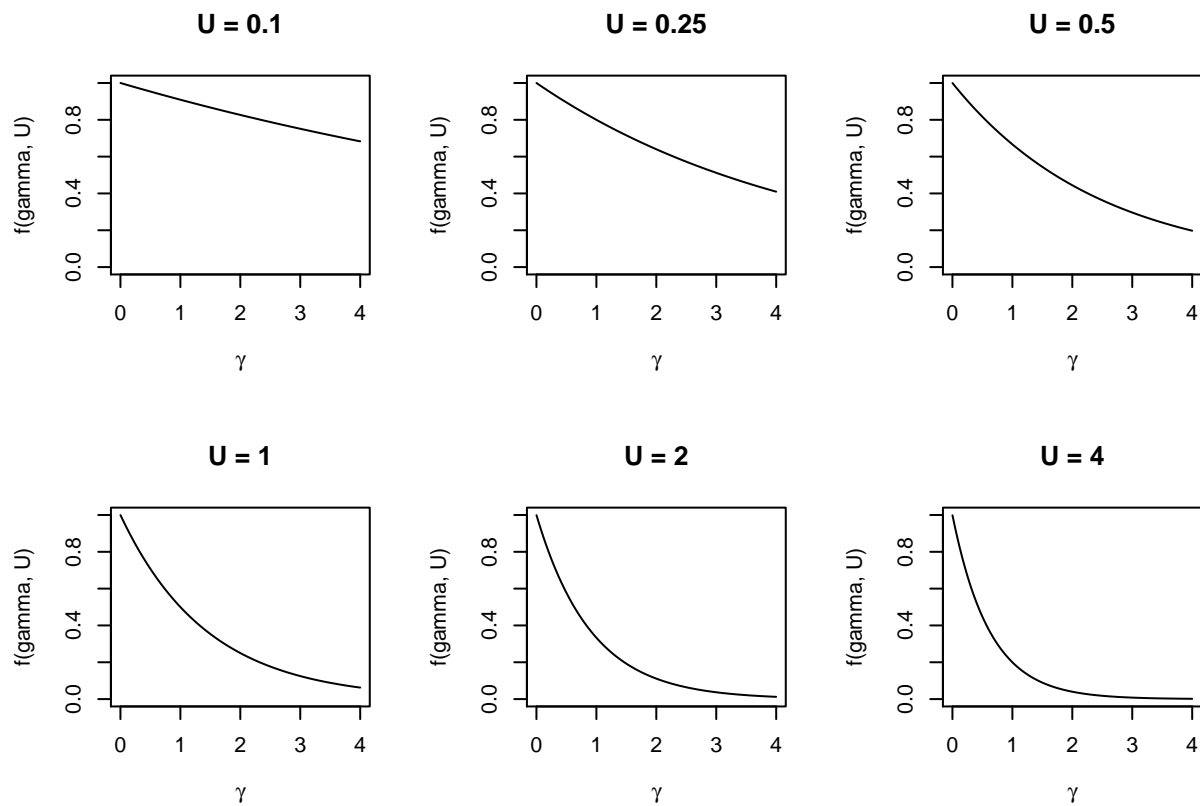 U = 0.1
f(gamma, U)
0.0 0.4 0.8
0 1 2 3 4
γ
U = 0.25
f(gamma, U)
0.0 0.4 0.8
0 1 2 3 4
γ
U = 0.5
f(gamma, U)
0.0 0.4 0.8
0 1 2 3 4
γ
U = 1
f(gamma, U)
0.0 0.4 0.8
0 1 2 3 4
γ
U = 2
f(gamma, U)
0.0 0.4 0.8
0 1 2 3 4
γ
U = 4
f(gamma, U)
0.0 0.4 0.8
0 1 2 3 4
γ